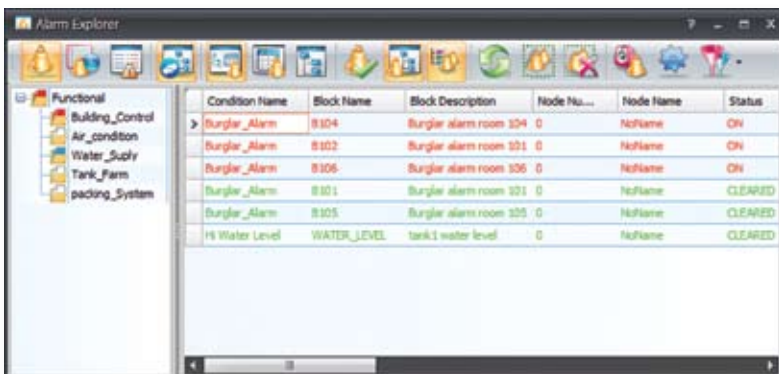 Alarm Explorer
Functional
Building_Control
Air_condition
Water_Suply
Tank_Farm
packing_System
Condition Name Block Name Block Description Node Nu.... Node Name Status
Burglar_Alarm B104 Burglar alarm room 104 0 NoName ON
Burglar_Alarm B102 Burglar alarm room 101 0 NoName ON
Burglar_Alarm B106 Burglar alarm room 106 0 NoName ON
Burglar_Alarm B101 Burglar alarm room 101 0 NoName CLEARED
Burglar_Alarm B105 Burglar alarm room 105 0 NoName CLEARED
Hi Water Level WATER_LEVEL tank1 water level 0 NoName CLEARED